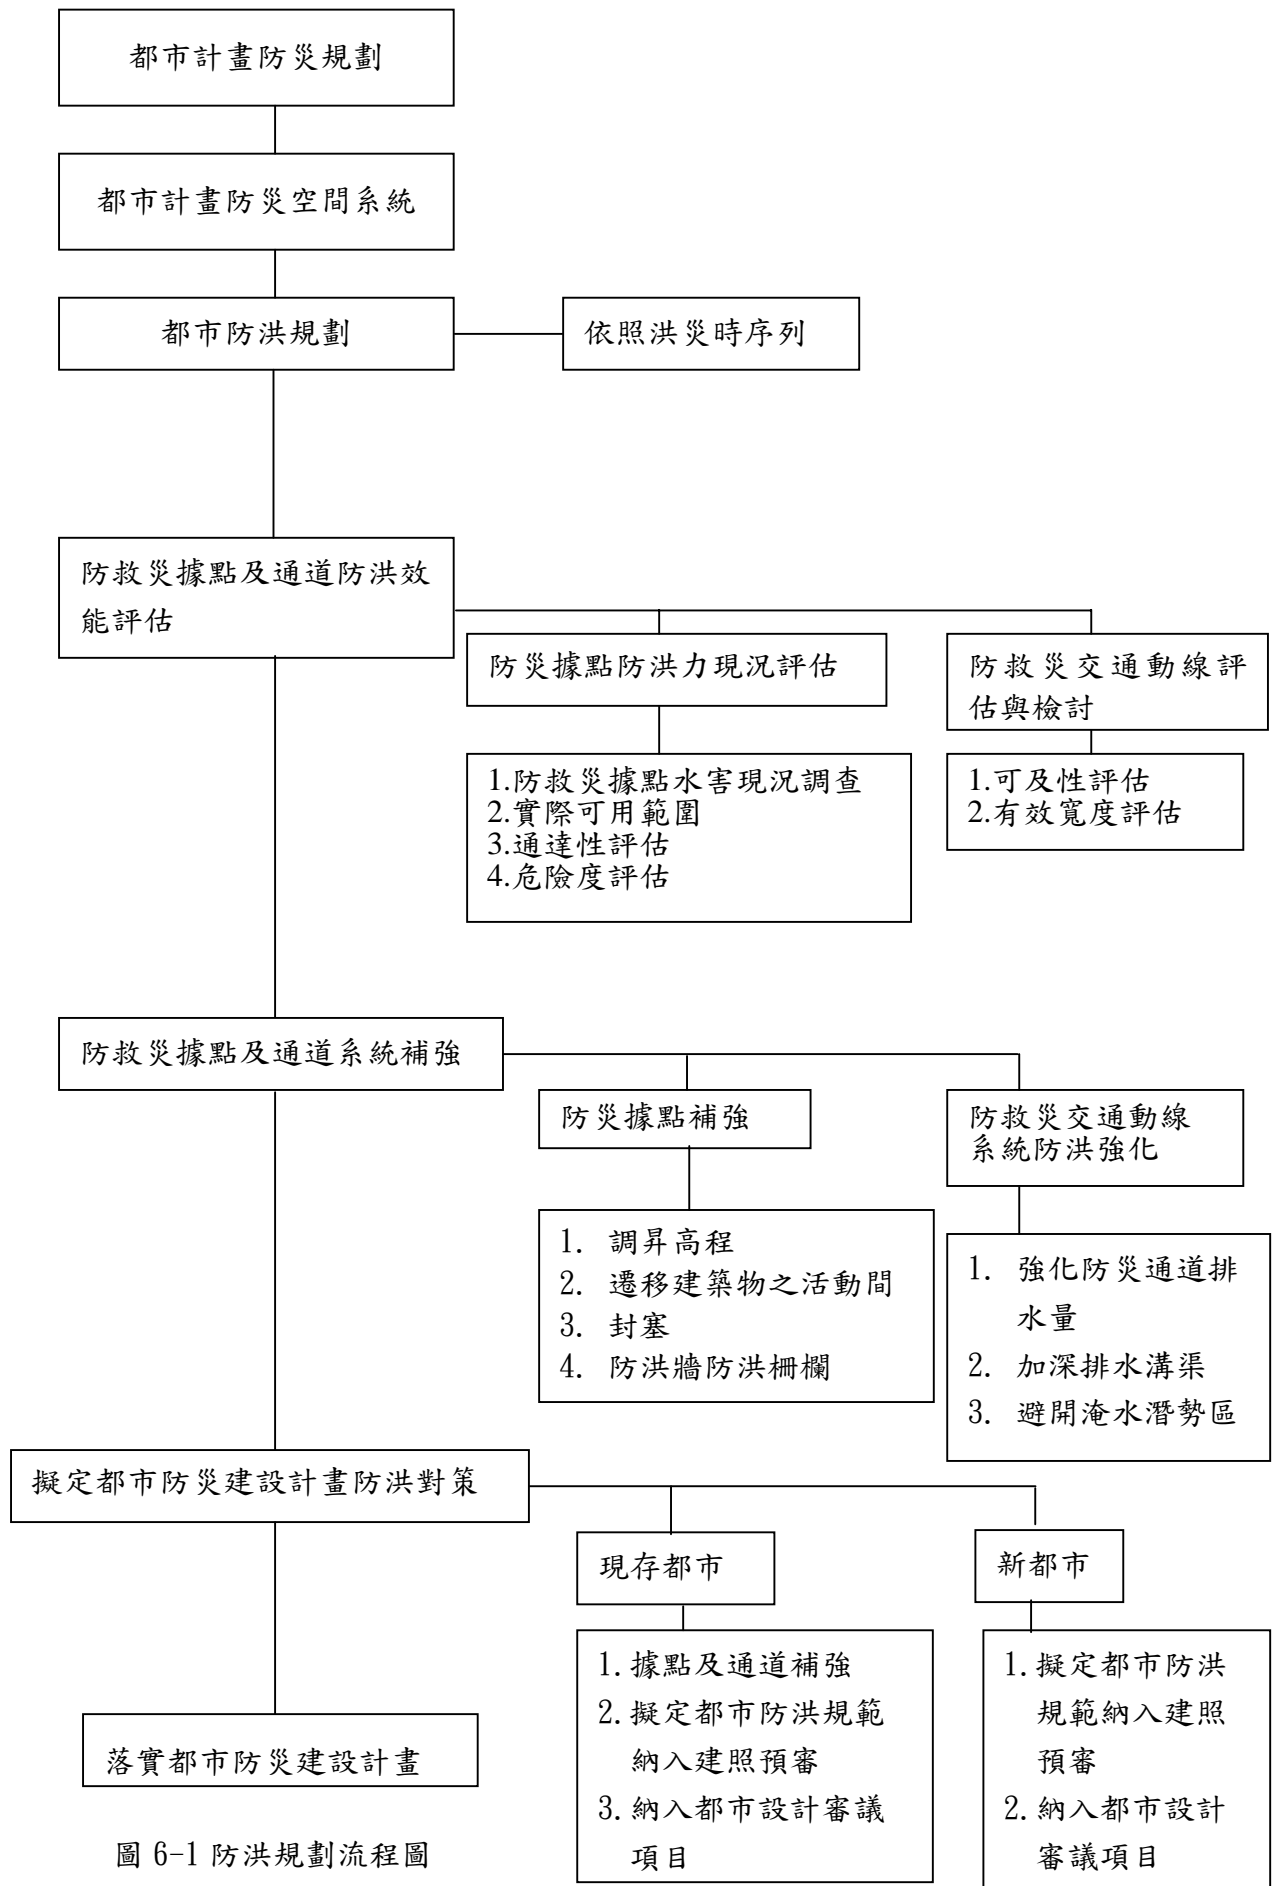 都市計畫防災規劃
都市計畫防災空間系統
都市防洪規劃
依照洪災時序列
防救災據點及通道防洪效
能評估
防災據點防洪力現況評估
防救災交通動線評
估與檢討
1.防救災據點水害現況調查
2.實際可用範圍
3.通達性評估
4.危險度評估
1.可及性評估
2.有效寬度評估
防救災據點及通道系統補強
防災據點補強
防救災交通動線
系統防洪強化
1. 調昇高程
2. 遷移建築物之活動間
3. 封塞
4. 防洪牆防洪柵欄
1. 強化防災通道排
水量
2. 加深排水溝渠
3. 避開淹水潛勢區
擬定都市防災建設計畫防洪對策
現存都市
新都市
1.據點及通道補強
2.擬定都市防洪規範
納入建照預審
3.納入都市設計審議
項目
1.擬定都市防洪
規範納入建照
預審
2.納入都市設計
審議項目
落實都市防災建設計畫
圖 6-1 防洪規劃流程圖